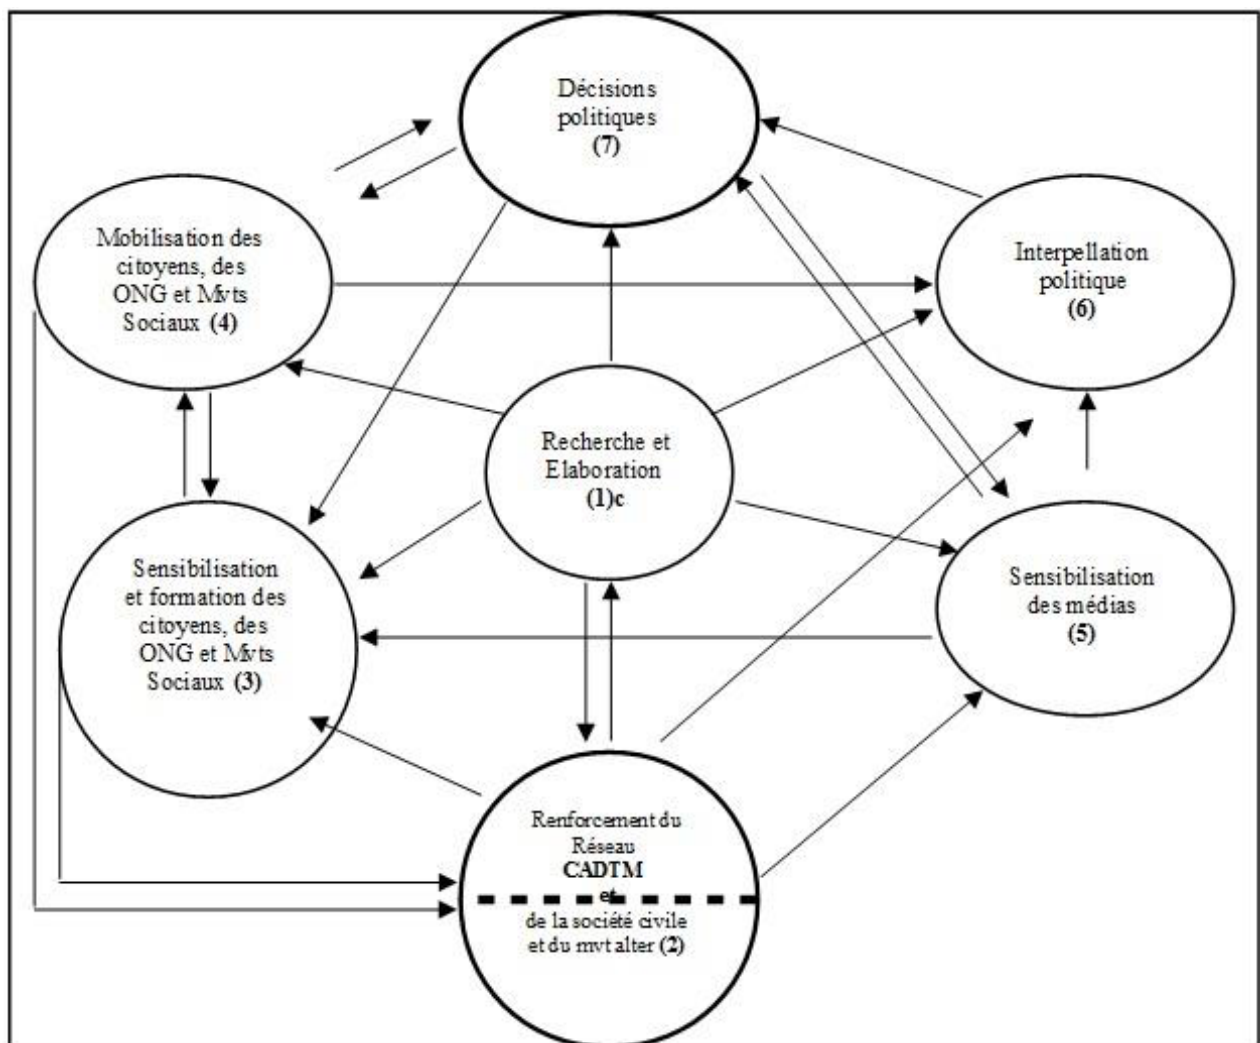 Décisions
politiques
(7)
Mobilisation des
citoyens, des
ONG et Mvts
Sociaux (4)
Interpellation
politique
(6)
Recherche et
Elaboration
(1)c
Sensibilisation
et formation des
citoyens, des
ONG et Mvts
Sociaux (3)
Sensibilisation
des médias
(5)
Renforcement du
Réseau
CADTM
et
de la société civile
et du mvt alter (2)